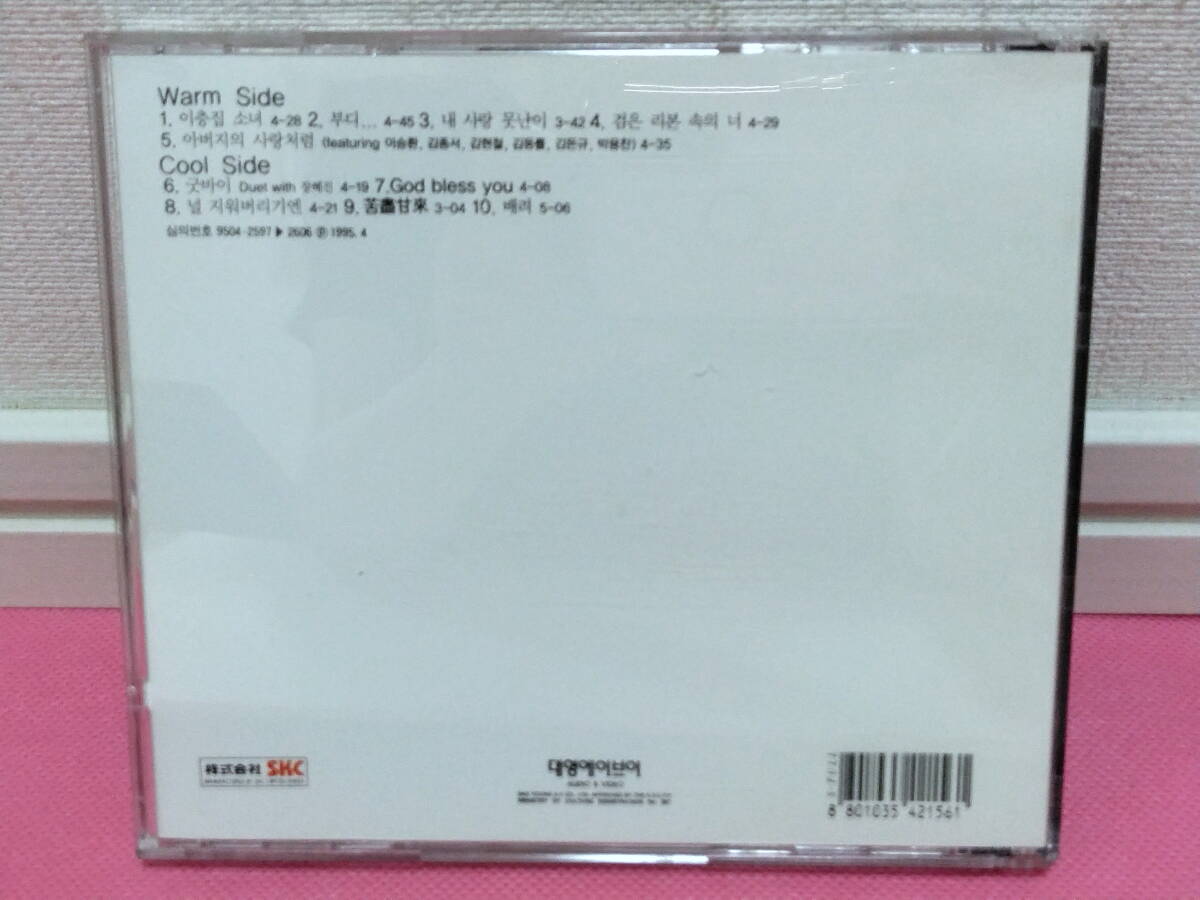 Warm Side
1, 이층집 소녀 4-28 2, 부디... 4-45 3, 내 사랑 못난이 3-42 4, 검은 리본 속의 너 4-29
5, 아버지의 사랑처럼 (featuring 이승환, 김종서, 김현철, 김동률, 김돈규, 박용찬) 4-35
Cool Side
6, 굿바이 Duet with 장혜진 4-19 7,God bless you 4-08
8, 널 지워버리기엔 4-21 9, 苦盡甘來 3-04 10, 배려 5-06
심의번호 9504-2597 ▶ 2606 ℗ 1995. 4
株式会社 SKC
대영에이브이
AUDIO & VIDEO
8 801035 421561